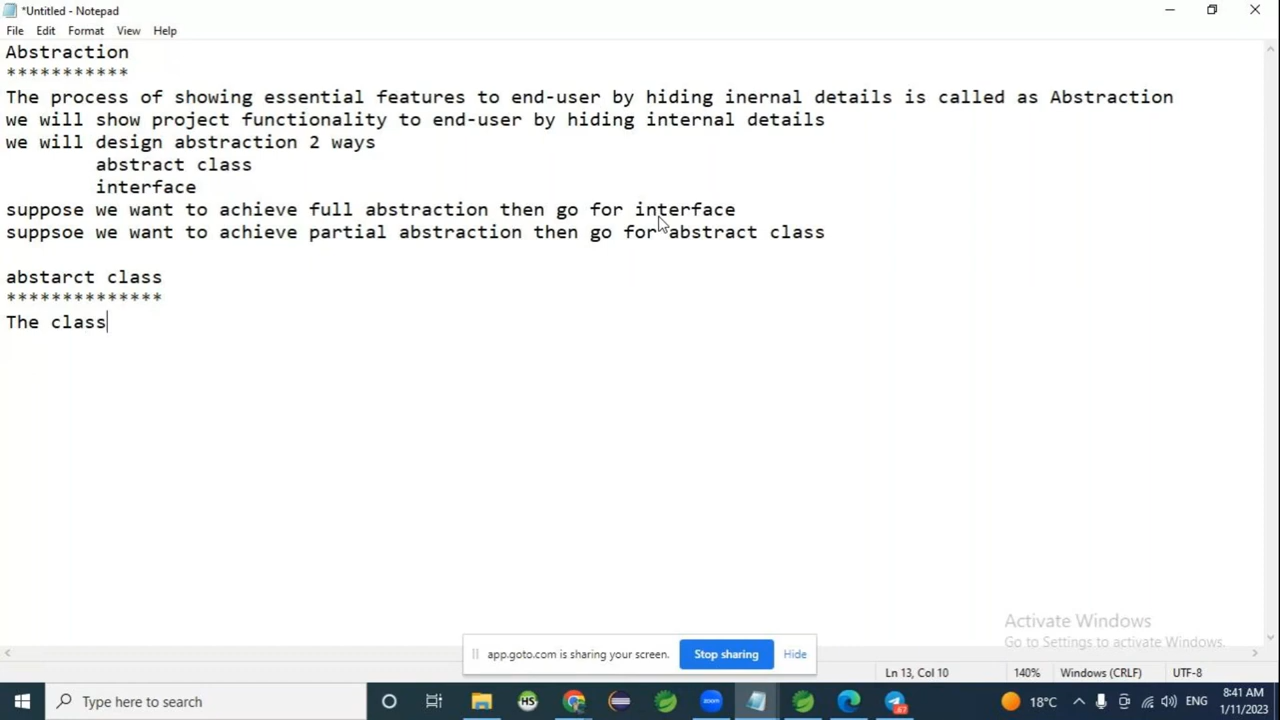 *Untitled - Notepad
File Edit Format View Help
Abstraction
***********
The process of showing essential features to end-user by hiding inernal details is called as Abstraction
we will show project functionality to end-user by hiding internal details
we will design abstraction 2 ways
abstract class
interface
suppose we want to achieve full abstraction then go for interface
suppsoe we want to achieve partial abstraction then go for abstract class
abstarct class
**************
The class
Activate Windows
Go to Settings to activate Windows.
app.goto.com is sharing your screen. Stop sharing Hide
Ln 13, Col 10 140% Windows (CRLF) UTF-8
Type here to search HS zoom 67 18°C ENG 8:41 AM
1/11/2023